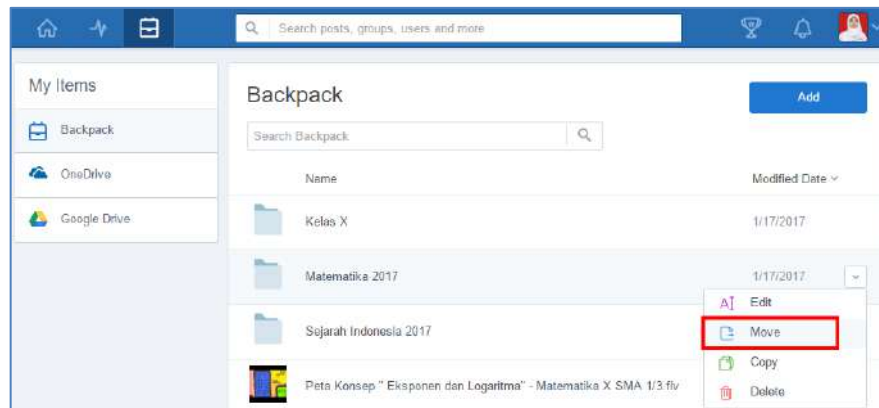 Search posts, groups, users and more
My Items
Backpack
OneDrive
Google Drive
Backpack
Add
Search Backpack
Name
Modified Date
Kelas X
1/17/2017
Matematika 2017
1/17/2017
Edit
Move
Copy
Delete
Sejarah Indonesia 2017
Peta Konsep " Eksponen dan Logaritma" - Matematika X SMA 1/3 flv